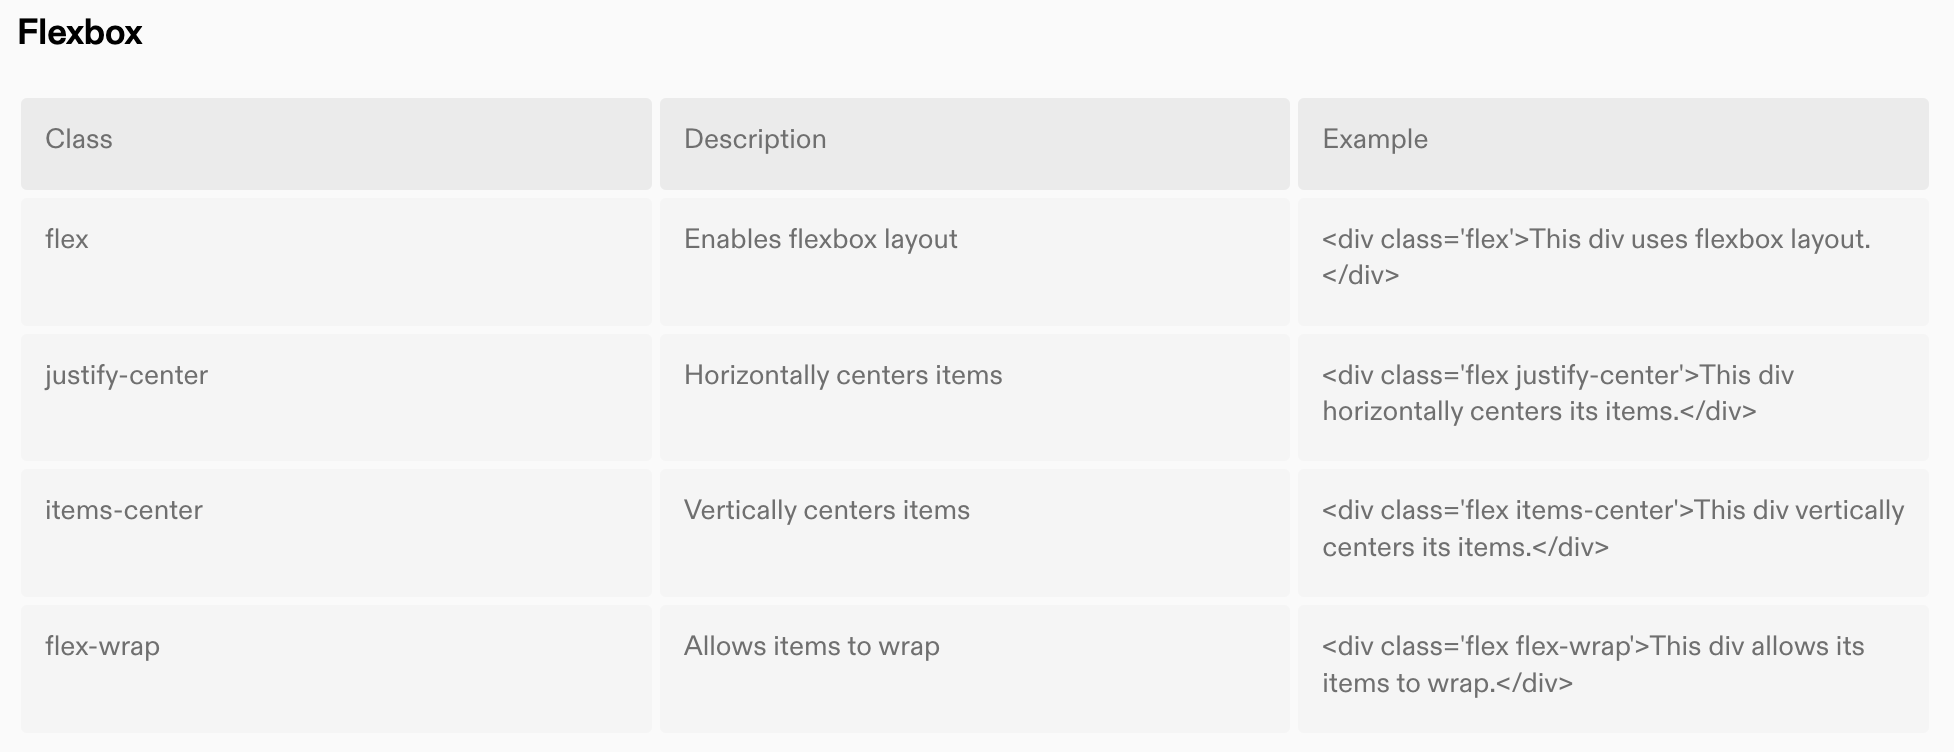 Flexbox
Class
Description
Example
flex
Enables flexbox layout
<div class='flex'>This div uses flexbox layout.
</div>
justify-center
Horizontally centers items
<div class='flex justify-center'>This div
horizontally centers its items.</div>
items-center
Vertically centers items
<div class='flex items-center'>This div vertically
centers its items.</div>
flex-wrap
Allows items to wrap
<div class='flex flex-wrap'>This div allows its
items to wrap.</div>